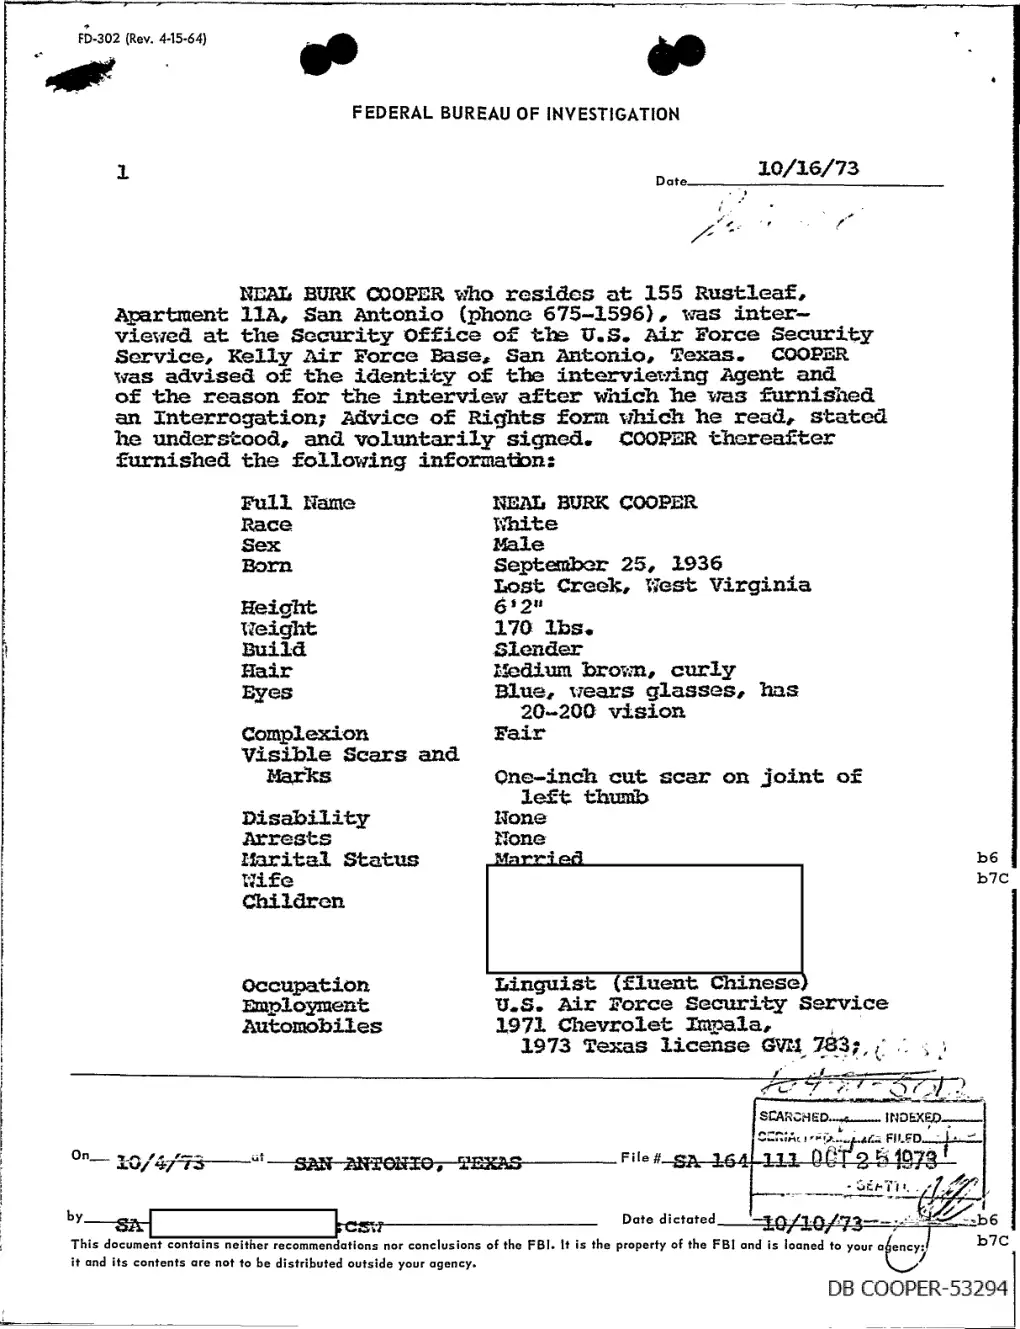 FD-302 (Rev. 4-15-64)
FEDERAL BUREAU OF INVESTIGATION
1
Date 10/16/73
NEAL BURK COOPER who resides at 155 Rustleaf,
Apartment 11A, San Antonio (phone 675-1596), was inter-
viewed at the Security Office of the U.S. Air Force Security
Service, Kelly Air Force Base, San Antonio, Texas. COOPER
was advised of the identity of the interviewing Agent and
of the reason for the interview after which he was furnished
an Interrogation; Advice of Rights form which he read, stated
he understood, and voluntarily signed. COOPER thereafter
furnished the following information:
Full Name NEAL BURK COOPER
Race White
Sex Male
Born September 25, 1936
Lost Creek, West Virginia
Height 6'2"
Weight 170 lbs.
Build Slender
Hair Medium brown, curly
Eyes Blue, wears glasses, has
20-200 vision
Complexion Fair
Visible Scars and
Marks One-inch cut scar on joint of
left thumb
Disability None
Arrests None
Marital Status Married b6
Wife b7C
Children
Occupation Linguist (fluent Chinese)
Employment U.S. Air Force Security Service
Automobiles 1971 Chevrolet Impala,
1973 Texas license GVM 783;
SEARCHED INDEXED
SERIALIZED FILED
On 10/4/73 at SAN ANTONIO, TEXAS File # SA 164-111 OCT 25 1973
by SA :CSW Date dictated 10/10/73 b6
b7C
This document contains neither recommendations nor conclusions of the FBI. It is the property of the FBI and is loaned to your agency;
it and its contents are not to be distributed outside your agency.
DB COOPER-53294